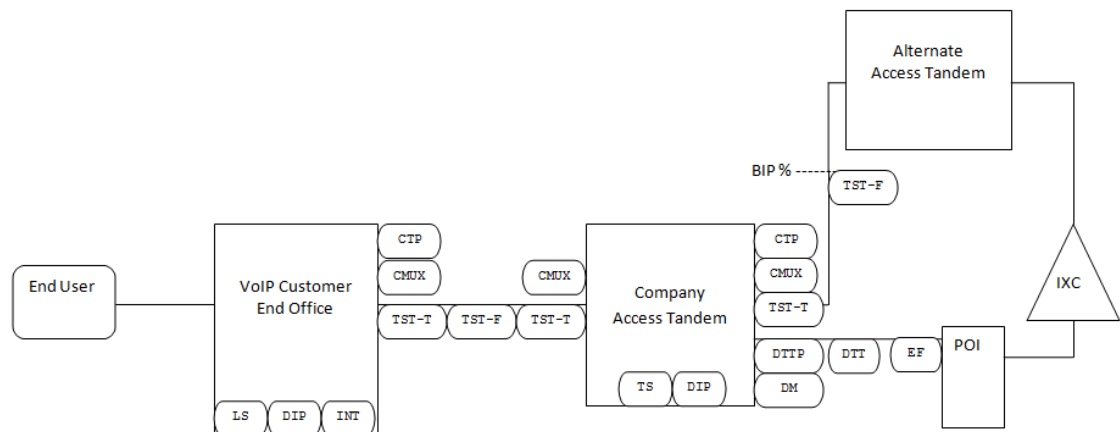 Alternate
Access Tandem
BIP %
TST-F
CTP
CTP
CMUX
CMUX
CMUX
End User
VoIP Customer
End Office
Company
Access Tandem
IXC
TST-T
TST-F
TST-T
TST-T
DTTP
DTT
EF
POI
TS
DIP
DM
LS
DIP
INT